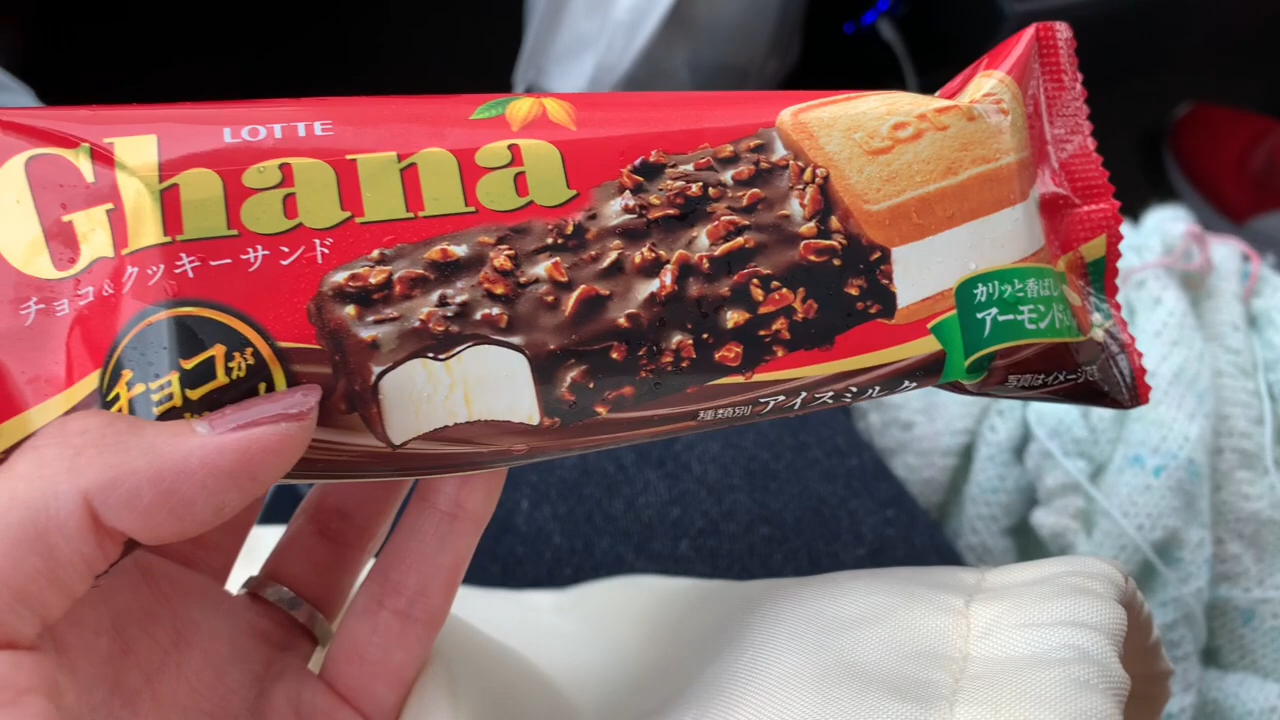 LOTTE
Ghana
チョコ&クッキーサンド
チョコが
LOTTE
カリッと香ばし
アーモンド
種類別 アイスミルク
写真はイメージです